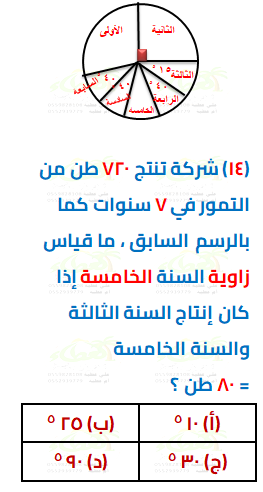 الأولى
الثانية
الثالثة
١٥ °
٤٠ °
الرابعة
الخامسة
٤٠ °
السادسة
٤٠ °
السابعة
(١٤) شركة تنتج ٧٢٠ طن من
التمور في ٧ سنوات كما
بالرسم السابق ، ما قياس
زاوية السنة الخامسة إذا
كان إنتاج السنة الثالثة
والسنة الخامسة
= ٨٠ طن ؟
(أ) ١٠ °
(ب) ٢٥ °
(ج) ٣٠ °
(د) ٩٠ °